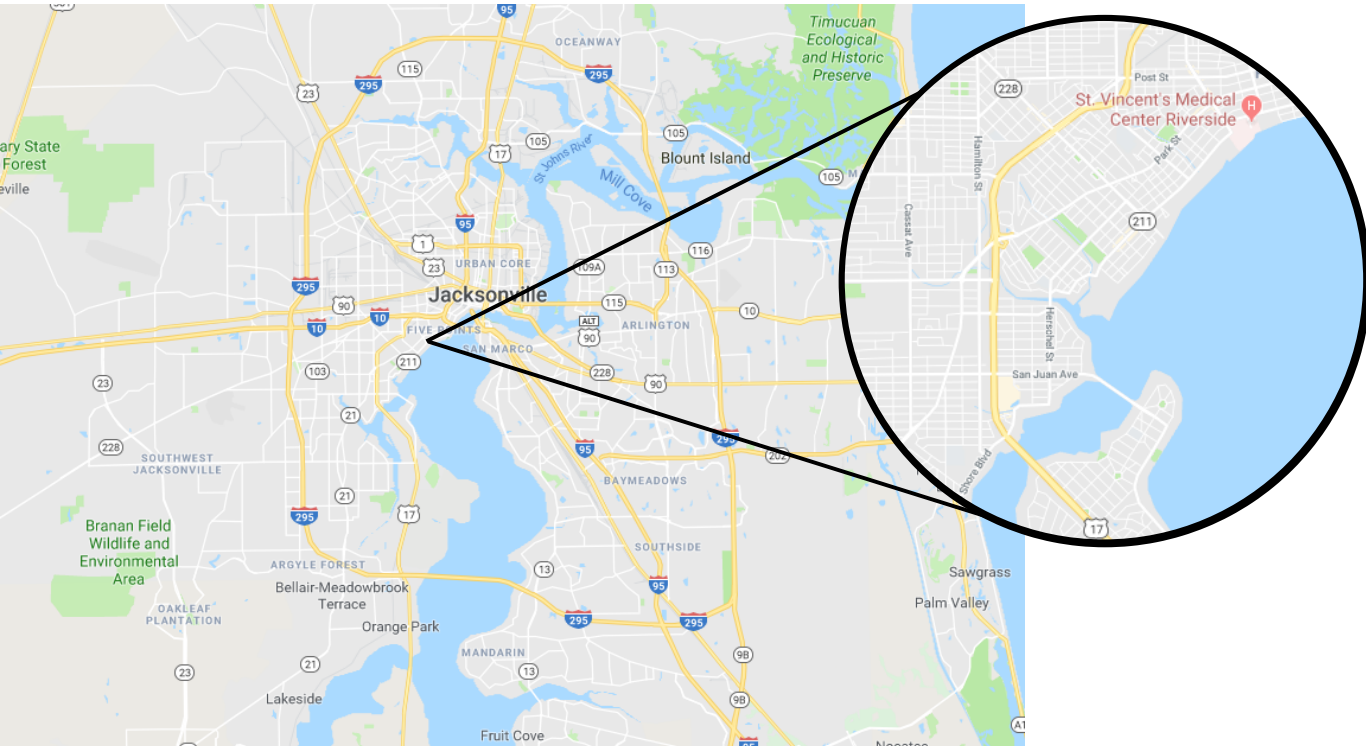 95
OCEANWAY
Timucuan
Ecological
and Historic
Preserve
115
295
295
23
105
105
17
St Johns River
Mill Cove
Blount Island
105
ary State
Forest
eville
95
1
116
URBAN CORE
23
109A
113
295
Jacksonville
90
115
10
10
10
FIVE POINTS
ALT
90
ARLINGTON
SAN MARCO
211
103
228
90
23
21
228
95
295
202
SOUTHWEST
JACKSONVILLE
BAYMEADOWS
21
295
17
Branan Field
Wildlife and
Environmental
Area
SOUTHSIDE
ARGYLE FOREST
13
Bellair-Meadowbrook
Terrace
95
Sawgrass
Palm Valley
OAKLEAF
PLANTATION
Orange Park
295
295
MANDARIN
9B
21
13
23
Lakeside
9B
Fruit Cove
A1
95
228
Post St
St. Vincent's Medical
Center Riverside
H
Park St
Hamilton St
Cassat Ave
211
Herschel St
San Juan Ave
Shore Blvd
17